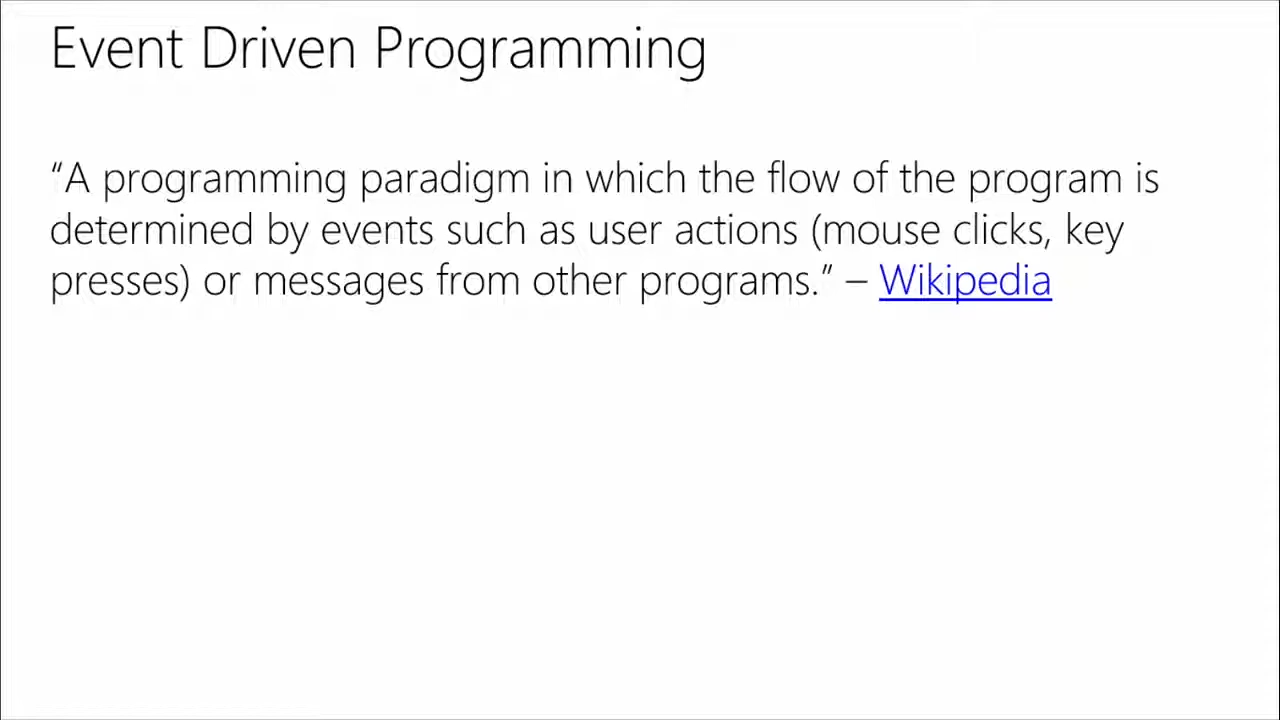 Event Driven Programming
“A programming paradigm in which the flow of the program is
determined by events such as user actions (mouse clicks, key
presses) or messages from other programs.” – Wikipedia